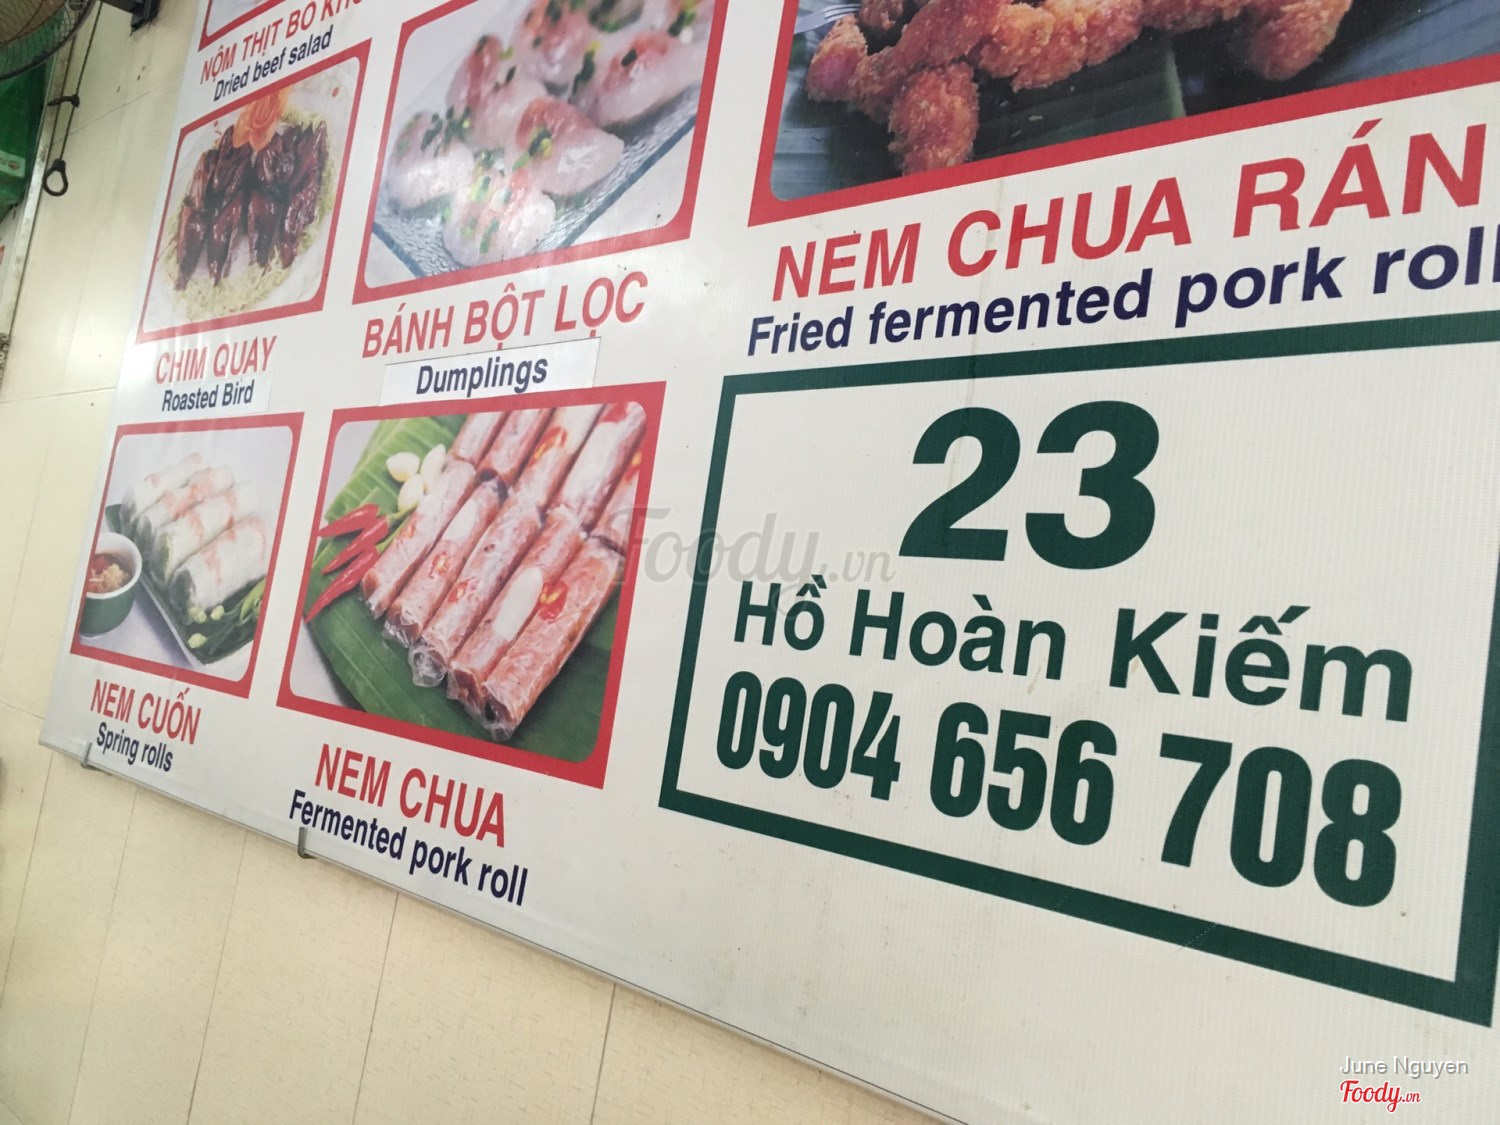 NỘM THỊT BÒ KHÔ
Dried beef salad
CHIM QUAY
Roasted Bird
BÁNH BỘT LỌC
Dumplings
NEM CHUA RÁN
Fried fermented pork roll
NEM CUỐN
Spring rolls
NEM CHUA
Fermented pork roll
23
Hồ Hoàn Kiếm
0904 656 708
Foody.vn
June Nguyen
Foody.vn